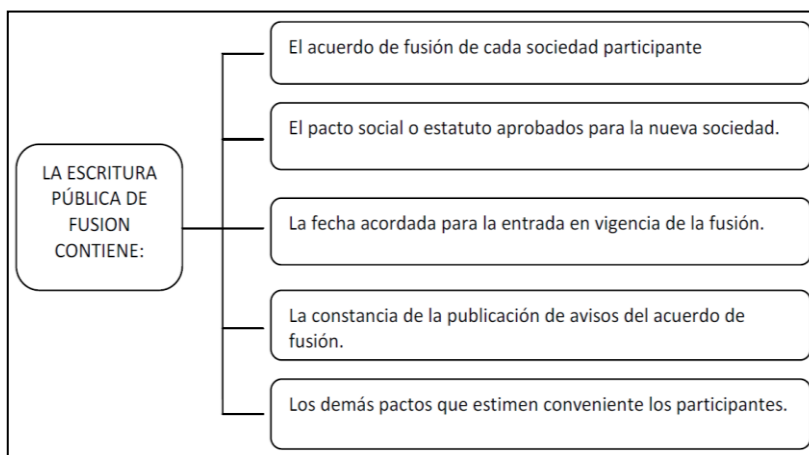 LA ESCRITURA
PÚBLICA DE
FUSION
CONTIENE:
El acuerdo de fusión de cada sociedad participante
El pacto social o estatuto aprobados para la nueva sociedad.
La fecha acordada para la entrada en vigencia de la fusión.
La constancia de la publicación de avisos del acuerdo de
fusión.
Los demás pactos que estimen conveniente los participantes.